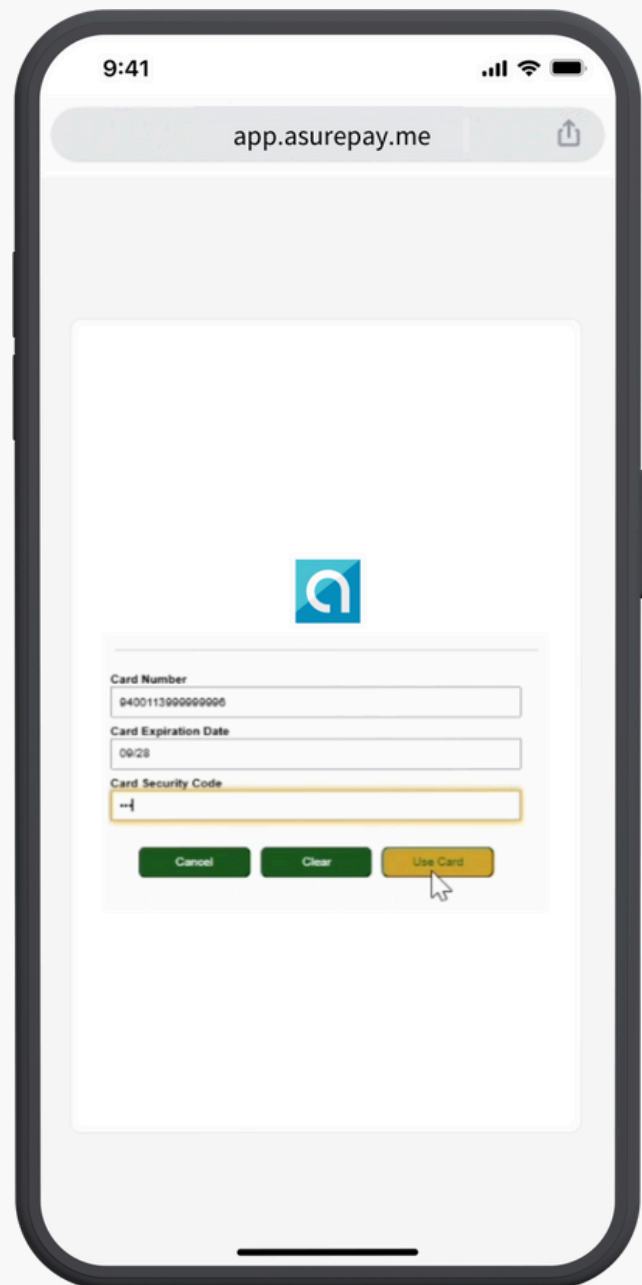 9:41
app.asurepay.me
Card Number
9400113999999996
Card Expiration Date
09/28
Card Security Code
•••
Cancel Clear Use Card